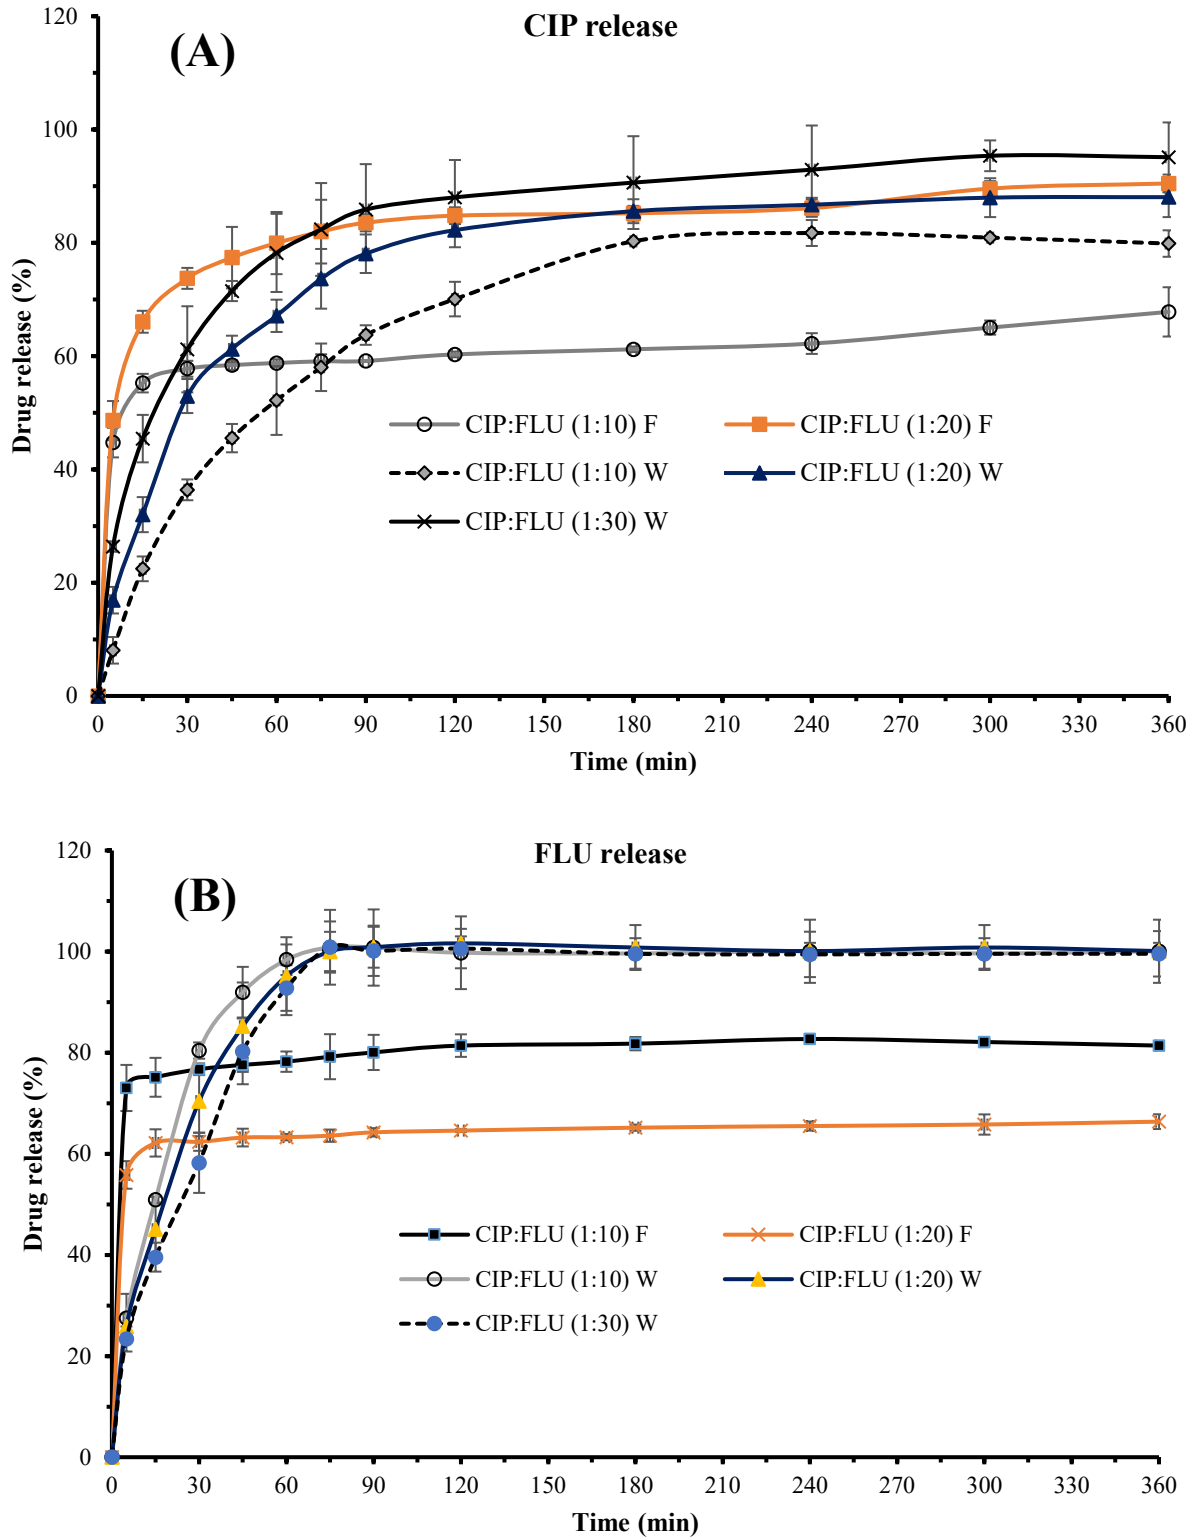 CIP release
(A)
120
100
80
60
40
20
0
Drug release (%)
CIP:FLU (1:10) F
CIP:FLU (1:20) F
CIP:FLU (1:10) W
CIP:FLU (1:20) W
CIP:FLU (1:30) W
0 30 60 90 120 150 180 210 240 270 300 330 360
Time (min)
FLU release
(B)
120
100
80
60
40
20
0
Drug release (%)
CIP:FLU (1:10) F
CIP:FLU (1:20) F
CIP:FLU (1:10) W
CIP:FLU (1:20) W
CIP:FLU (1:30) W
0 30 60 90 120 150 180 210 240 270 300 330 360
Time (min)